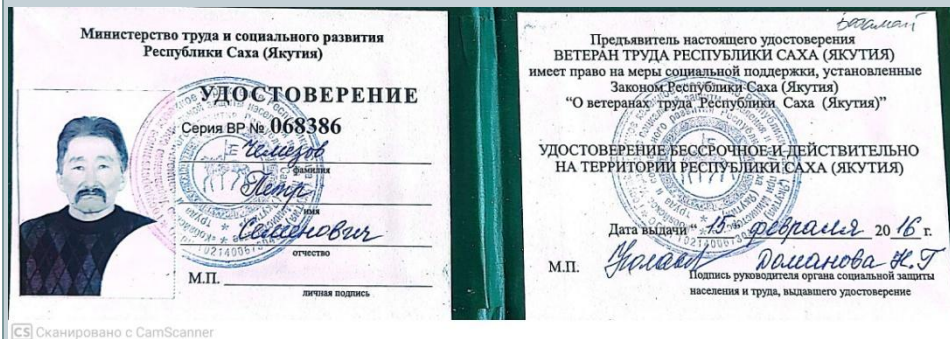 Министерство труда и социального развития
Республики Саха (Якутия)
УДОСТОВЕРЕНИЕ
Серия ВР № 068386
Чемезов
фамилия
Петр
имя
Семенович
отчество
М.П.
личная подпись
Предъявитель настоящего удостоверения
ВЕТЕРАН ТРУДА РЕСПУБЛИКИ САХА (ЯКУТИЯ)
имеет право на меры социальной поддержки, установленные
Законом Республики Саха (Якутия)
“О ветеранах труда Республики Саха (Якутия)”
УДОСТОВЕРЕНИЕ БЕССРОЧНОЕ И ДЕЙСТВИТЕЛЬНО
НА ТЕРРИТОРИИ РЕСПУБЛИКИ САХА (ЯКУТИЯ)
Дата выдачи “ 15 ” февраля 20 16 г.
М.П. Доманова Н.Г
Подпись руководителя органа социальной защиты
населения и труда, выдавшего удостоверение
CS Сканировано с CamScanner